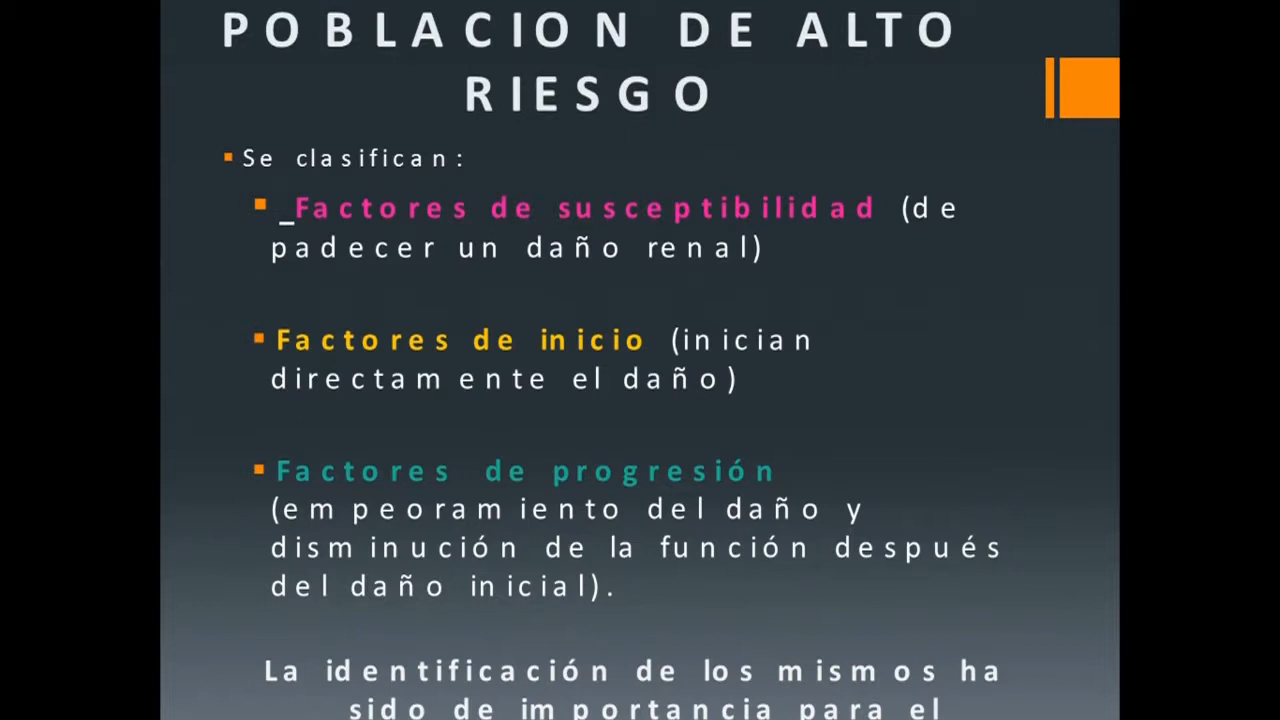 POBLACION DE ALTO
RIESGO
Se clasifican:
_Factores de susceptibilidad (de
padecer un daño renal)
Factores de inicio (inician
directamente el daño)
Factores de progresión
(empeoramiento del daño y
disminución de la función después
del daño inicial).
La identificación de los mismos ha
sido de importancia para el